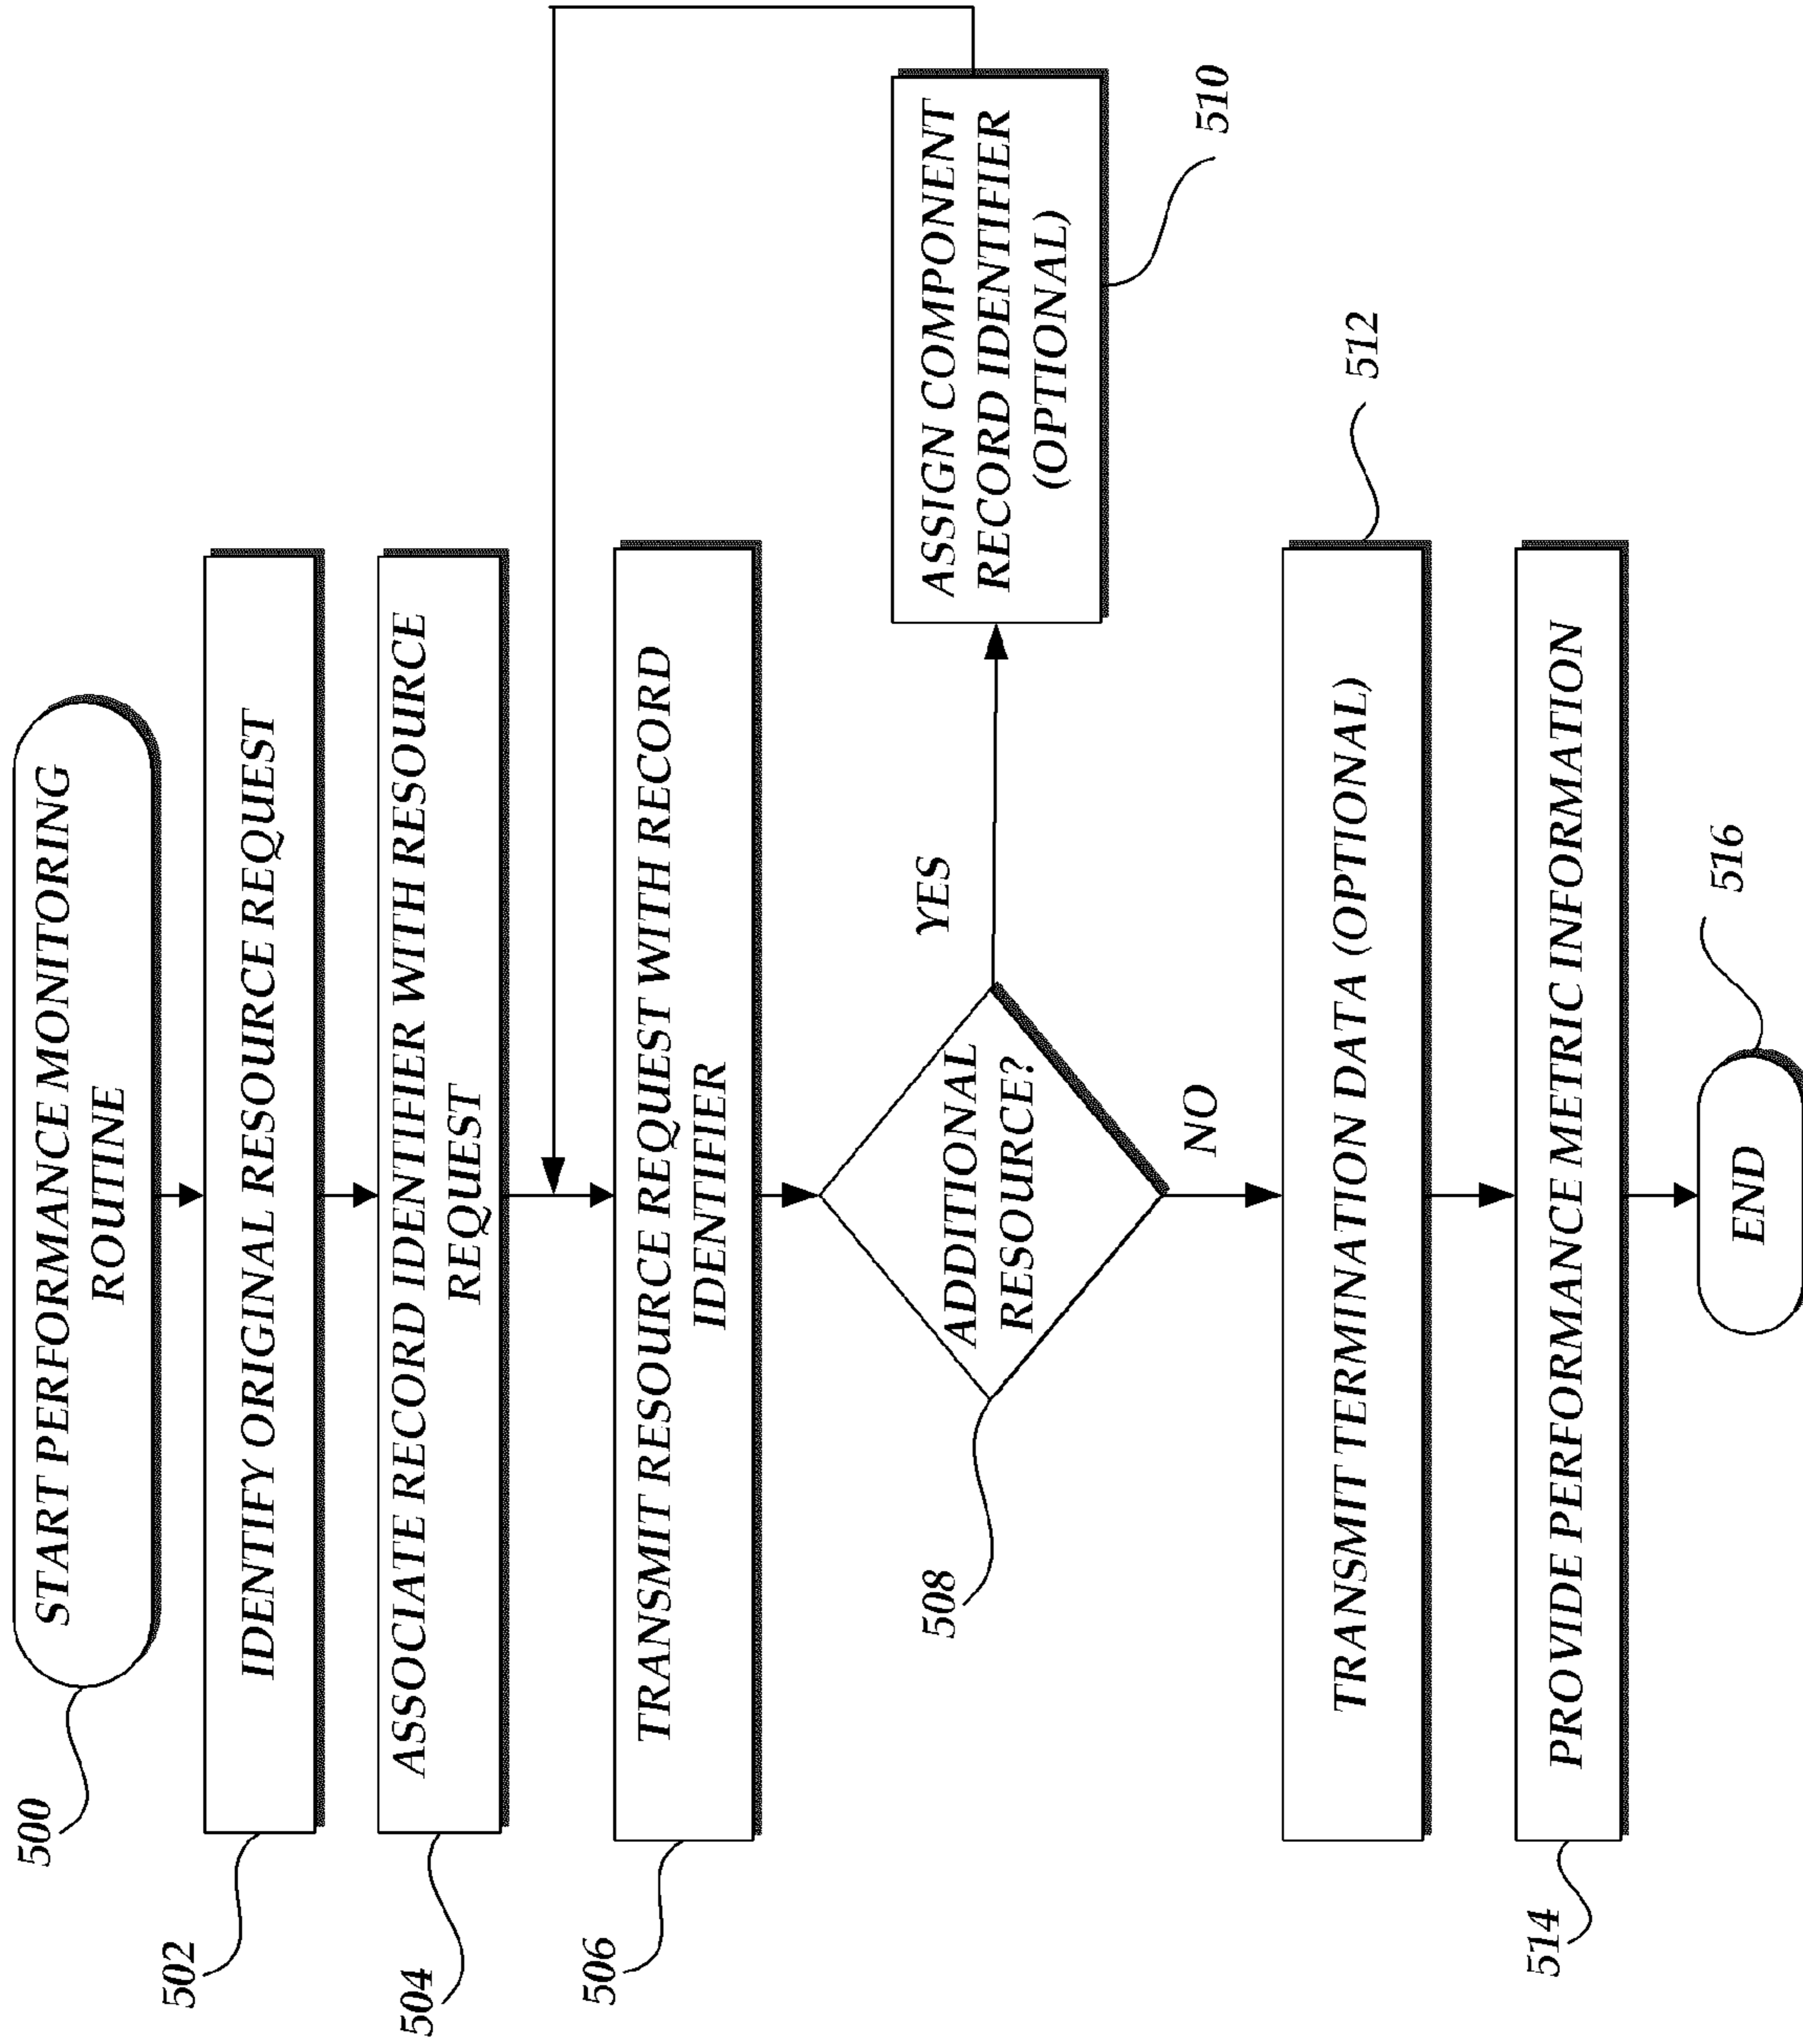 500
START PERFORMANCE MONITORING
ROUTINE
502
IDENTIFY ORIGINAL RESOURCE REQUEST
504
ASSOCIATE RECORD IDENTIFIER WITH RESOURCE
REQUEST
506
TRANSMIT RESOURCE REQUEST WITH RECORD
IDENTIFIER
508
ADDITIONAL
RESOURCE?
YES
ASSIGN COMPONENT
RECORD IDENTIFIER
(OPTIONAL)
510
NO
TRANSMIT TERMINATION DATA (OPTIONAL)
512
514
PROVIDE PERFORMANCE METRIC INFORMATION
END
516